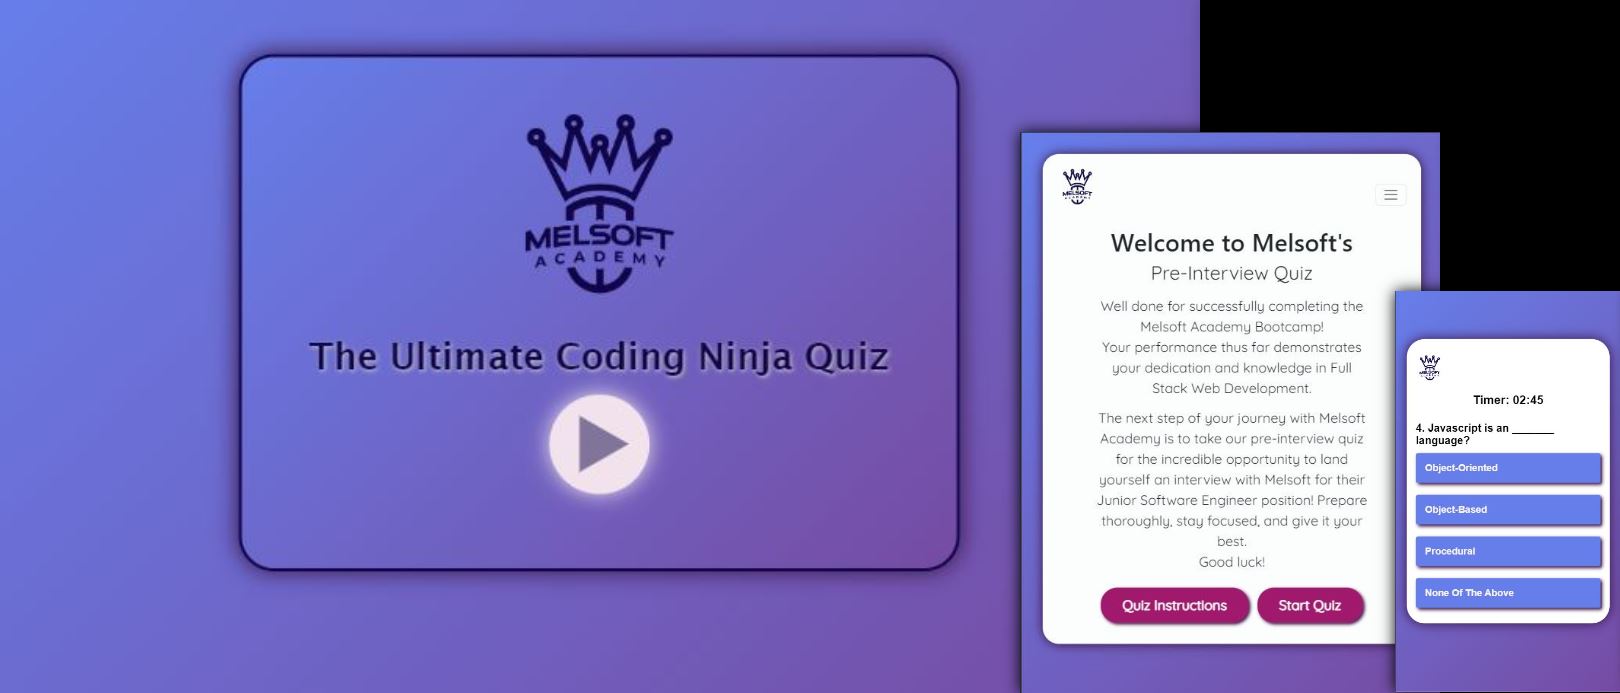 MELSOFT
ACADEMY
The Ultimate Coding Ninja Quiz
MELSOFT
ACADEMY
Welcome to Melsoft's
Pre-Interview Quiz
Well done for successfully completing the
Melsoft Academy Bootcamp!
Your performance thus far demonstrates
your dedication and knowledge in Full
Stack Web Development.
The next step of your journey with Melsoft
Academy is to take our pre-interview quiz
for the incredible opportunity to land
yourself an interview with Melsoft for their
Junior Software Engineer position! Prepare
thoroughly, stay focused, and give it your
best.
Good luck!
Quiz Instructions Start Quiz
MELSOFT
Timer: 02:45
4. Javascript is an _______
language?
Object-Oriented
Object-Based
Procedural
None Of The Above